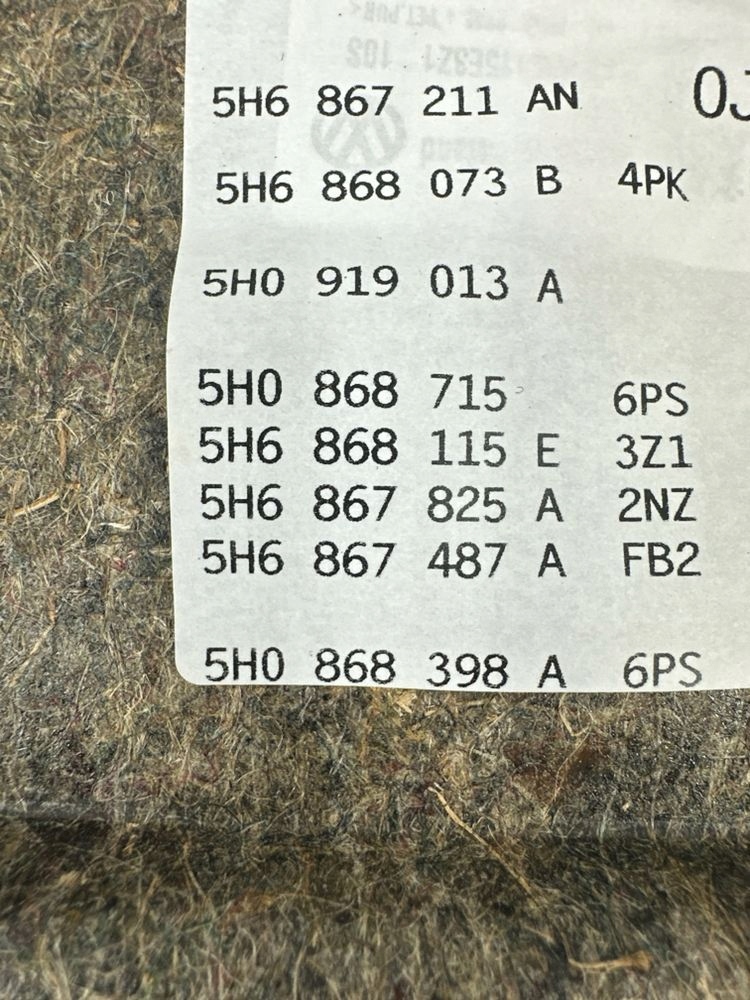 5H6 867 211 AN 0J
5H6 868 073 B 4PK
5H0 919 013 A
5H0 868 715 6PS
5H6 868 115 E 3Z1
5H6 867 825 A 2NZ
5H6 867 487 A FB2
5H0 868 398 A 6PS